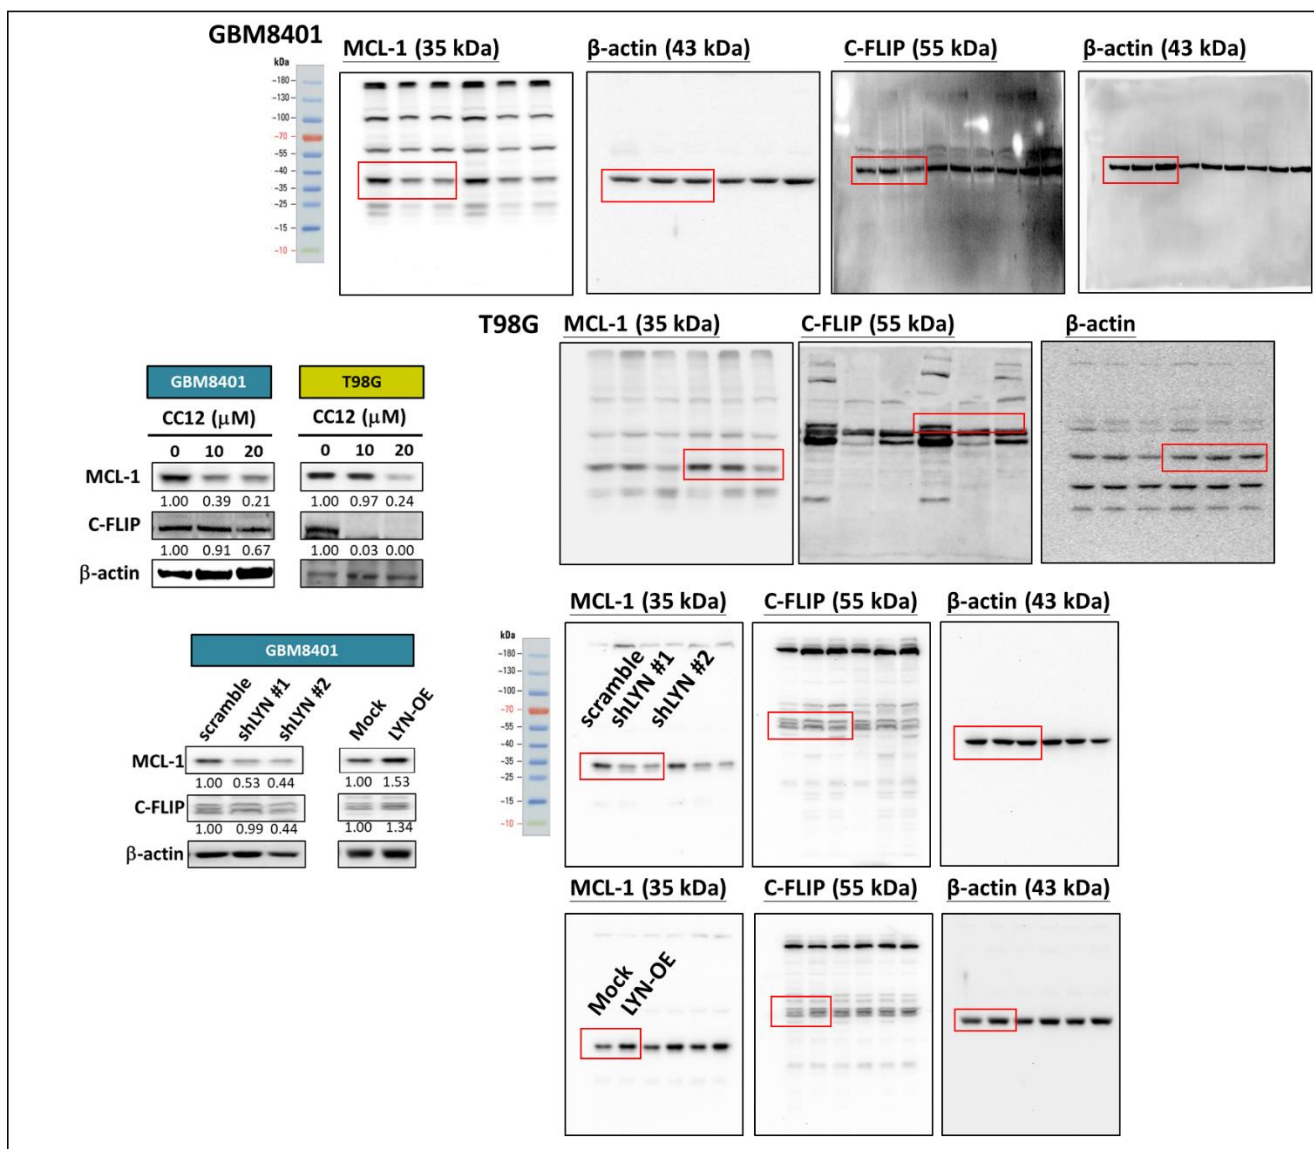 GBM8401
MCL-1 (35 kDa)
β-actin (43 kDa)
C-FLIP (55 kDa)
β-actin (43 kDa)
kDa
-180-
-130-
-100-
-70-
-55-
-40-
-35-
-25-
-15-
-10-
T98G
MCL-1 (35 kDa)
C-FLIP (55 kDa)
β-actin
GBM8401
T98G
CC12 (μM)
CC12 (μM)
0 10 20
0 10 20
MCL-1
1.00 0.39 0.21
1.00 0.97 0.24
C-FLIP
1.00 0.91 0.67
1.00 0.03 0.00
β-actin
GBM8401
scramble
shLYN #1
shLYN #2
Mock
LYN-OE
MCL-1
1.00 0.53 0.44
1.00 1.53
C-FLIP
1.00 0.99 0.44
1.00 1.34
β-actin
MCL-1 (35 kDa)
C-FLIP (55 kDa)
β-actin (43 kDa)
kDa
-180-
-130-
-100-
-70-
-55-
-40-
-35-
-25-
-15-
-10-
scramble
shLYN #1
shLYN #2
MCL-1 (35 kDa)
C-FLIP (55 kDa)
β-actin (43 kDa)
Mock
LYN-OE